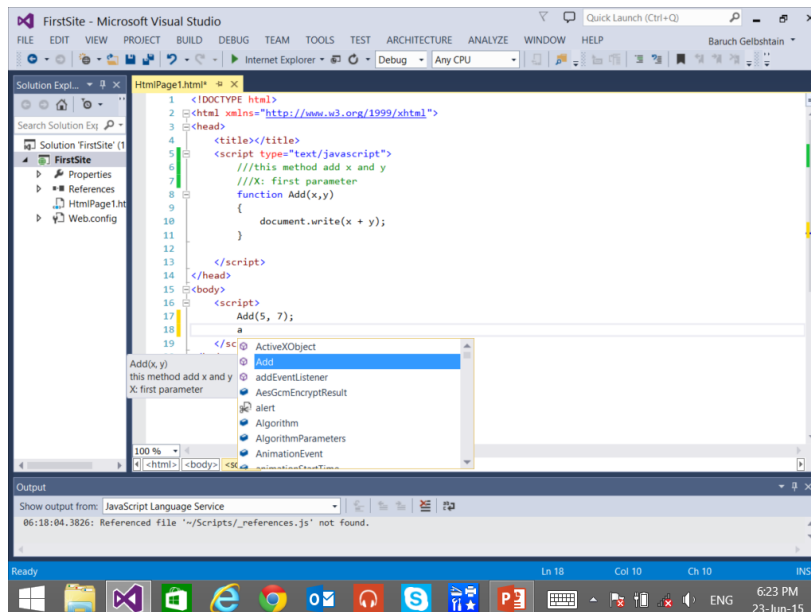 FirstSite - Microsoft Visual Studio
Quick Launch (Ctrl+Q)
FILE EDIT VIEW PROJECT BUILD DEBUG TEAM TOOLS TEST ARCHITECTURE ANALYZE WINDOW HELP Baruch Gelbshtain
Internet Explorer Debug Any CPU
Solution Expl...
HtmlPage1.html*
Search Solution Exp
Solution 'FirstSite' (1
FirstSite
Properties
References
HtmlPage1.ht
Web.config
1 <!DOCTYPE html>
2 <html xmlns="http://www.w3.org/1999/xhtml">
3 <head>
4 <title></title>
5 <script type="text/javascript">
6 ///this method add x and y
7 ///X: first parameter
8 function Add(x,y)
9 {
10 document.write(x + y);
11 }
12
13 </script>
14 </head>
15 <body>
16 <script>
17 Add(5, 7);
18 a
19 </sc
Add(x, y)
this method add x and y
X: first parameter
ActiveXObject
Add
addEventListener
AesGcmEncryptResult
alert
Algorithm
AlgorithmParameters
AnimationEvent
animationStartTime
100 %
<html> <body> <sc
Output
Show output from: JavaScript Language Service
06:18:04.3826: Referenced file '~/Scripts/_references.js' not found.
Ready Ln 18 Col 10 Ch 10 INS
ENG
6:23 PM